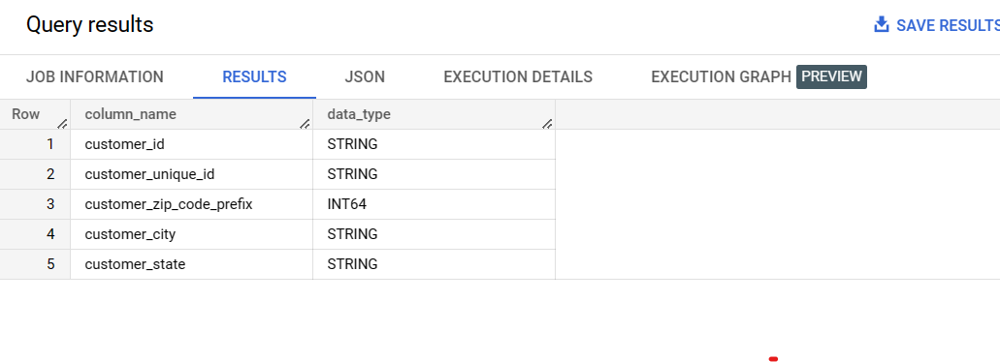 Query results
SAVE RESULTS
JOB INFORMATION RESULTS JSON EXECUTION DETAILS EXECUTION GRAPH PREVIEW
Row column_name data_type
1 customer_id STRING
2 customer_unique_id STRING
3 customer_zip_code_prefix INT64
4 customer_city STRING
5 customer_state STRING